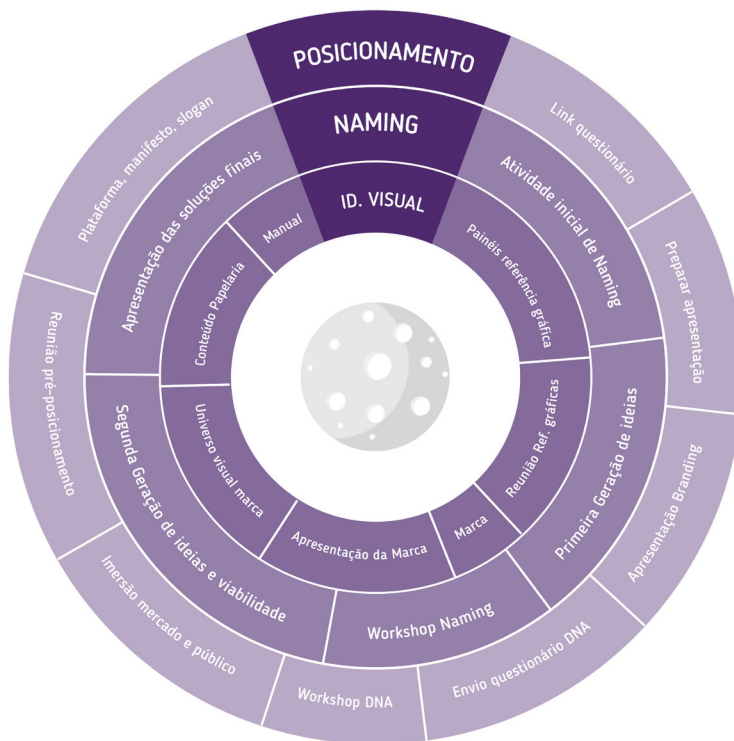 POSICIONAMENTO
Link questionário
Preparar apresentação
Apresentação Branding
Envio questionário DNA
Workshop DNA
Imersão mercado e público
Reunião pré-posicionamento
Plataforma, manifesto, slogan
NAMING
Atividade inicial de Naming
Primeira Geração de ideias
Workshop Naming
Segunda Geração de ideias e viabilidade
Apresentação das soluções finais
ID. VISUAL
Painéis referência gráfica
Reunião Ref. gráficas
Marca
Apresentação da Marca
Universo visual marca
Conteúdo Papelaria
Manual